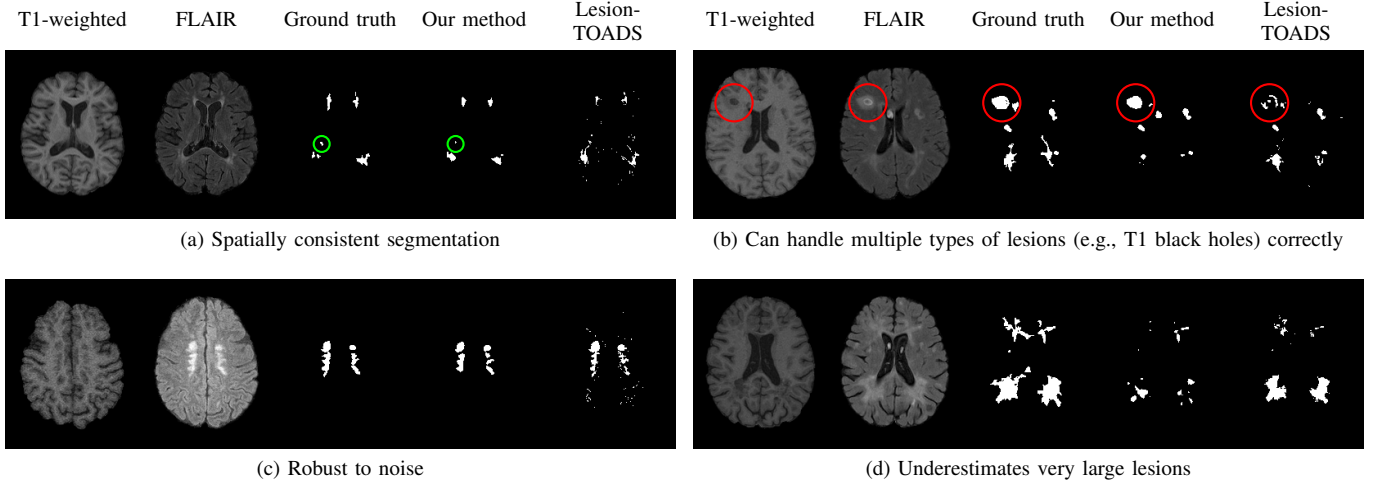 T1-weighted FLAIR Ground truth Our method Lesion-
TOADS
T1-weighted FLAIR Ground truth Our method Lesion-
TOADS
(a) Spatially consistent segmentation
(b) Can handle multiple types of lesions (e.g., T1 black holes) correctly
(c) Robust to noise
(d) Underestimates very large lesions